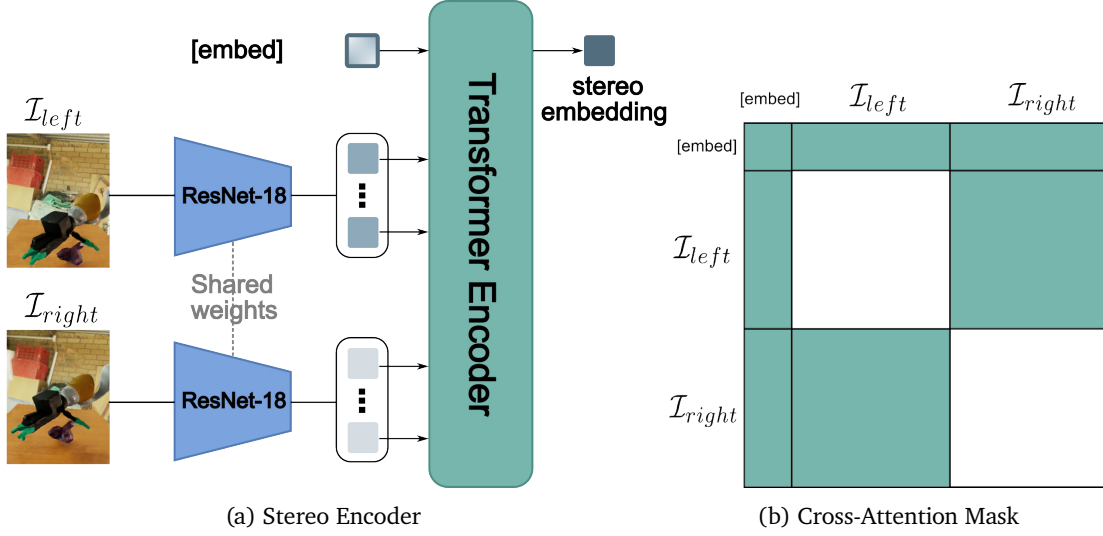 [embed]
Transformer Encoder
stereo
embedding
I_left
ResNet-18
...
Shared
weights
I_right
ResNet-18
...
(a) Stereo Encoder
[embed]
I_left
I_right
[embed]
I_left
I_right
(b) Cross-Attention Mask